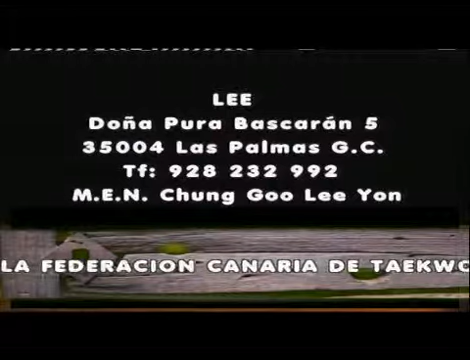 LEE
Doña Pura Bascarán 5
35004 Las Palmas G.C.
Tf: 928 232 992
M.E.N. Chung Goo Lee Yon
LA FEDERACION CANARIA DE TAEKWO